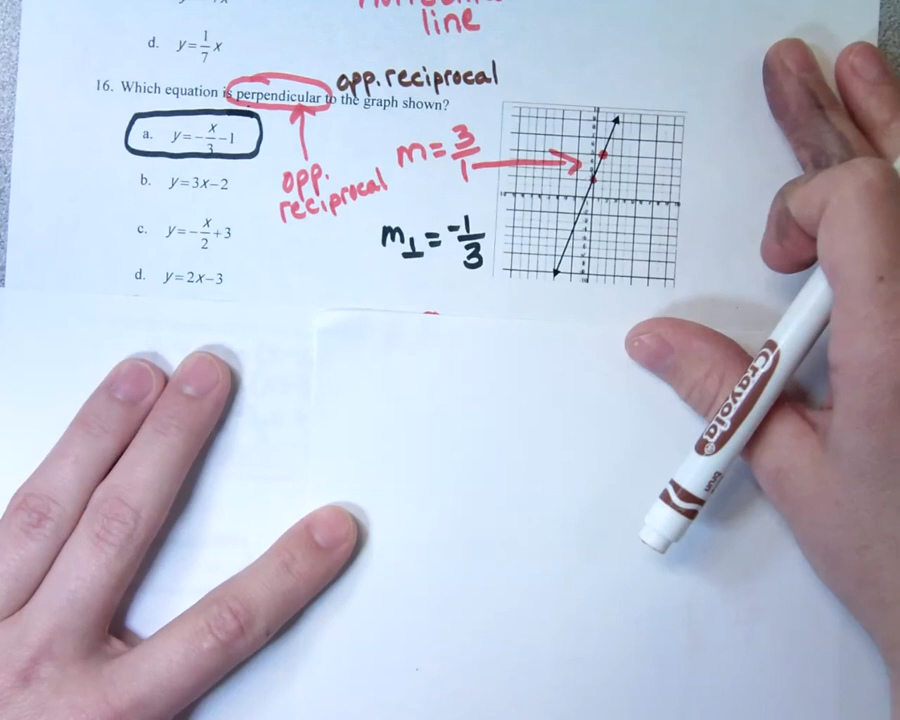 line
d. y=1/7 x
opp. reciprocal
16. Which equation is perpendicular to the graph shown?
a. y=-x/3-1
m=3/1
opp.
reciprocal
b. y=3x-2
c. y=-x/2+3
m⊥=-1/3
d. y=2x-3
Crayola
brun